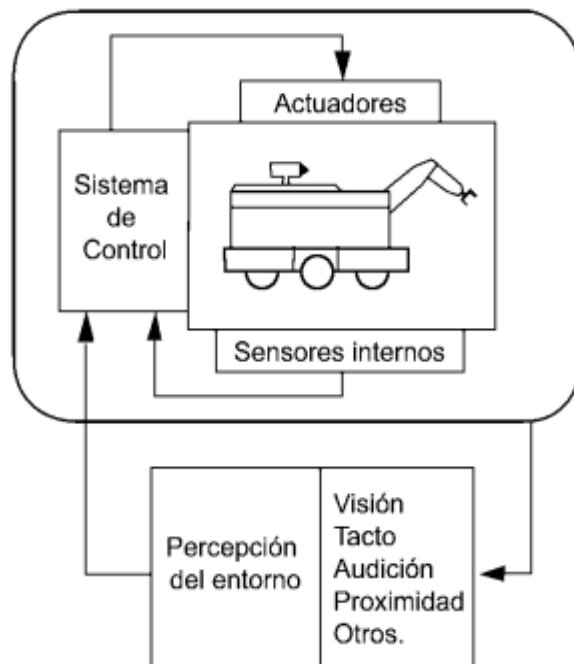 Actuadores
Sistema
de
Control
Sensores internos
Percepción
del entorno
Visión
Tacto
Audición
Proximidad
Otros.